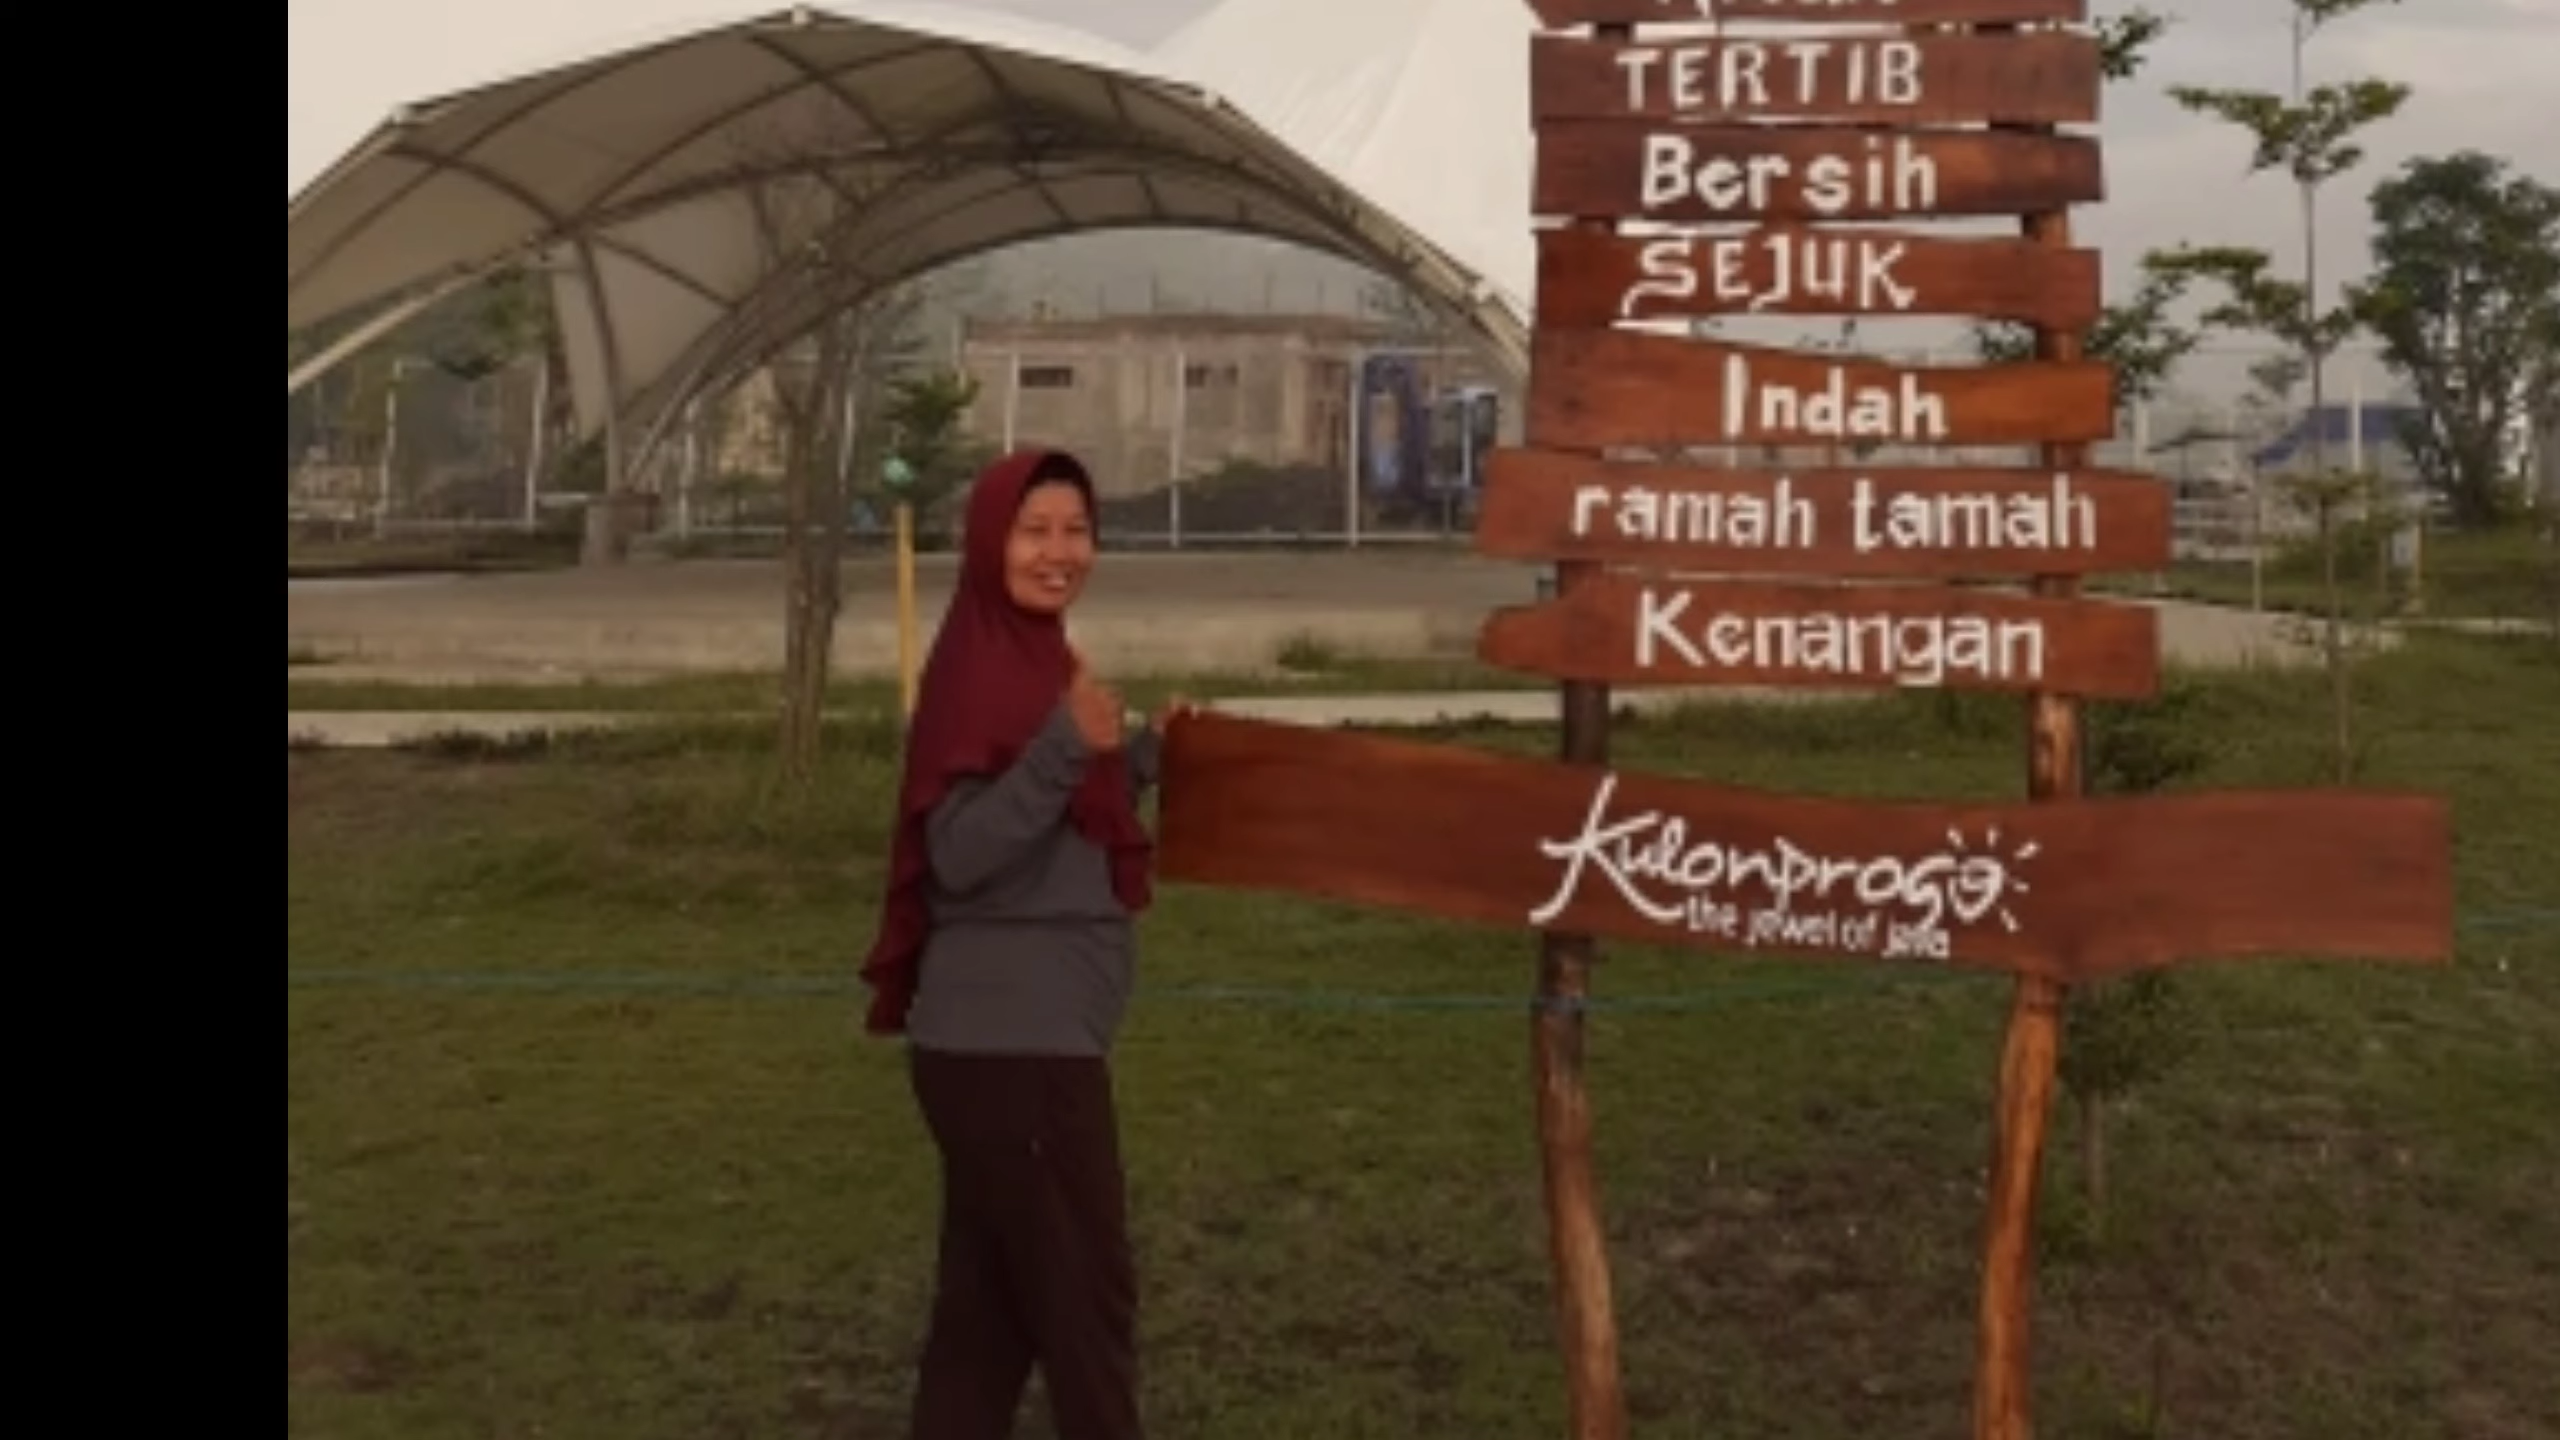 TERTIB
Bersih
SEJUK
Indah
ramah tamah
Kenangan
Kulonprogo
the jewel of java